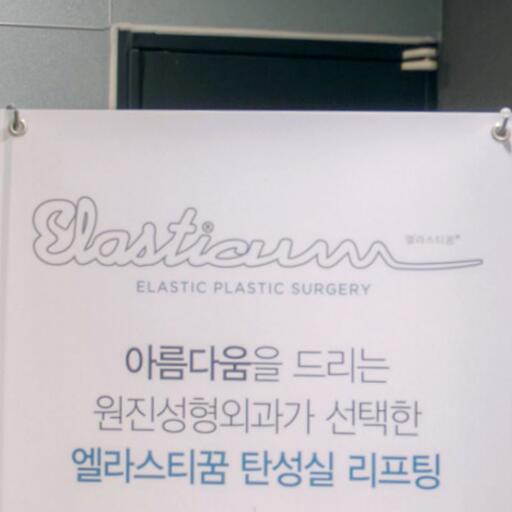 Elasticum® 엘라스티꿈®
ELASTIC PLASTIC SURGERY
아름다움을 드리는
원진성형외과가 선택한
엘라스티꿈 탄성실 리프팅